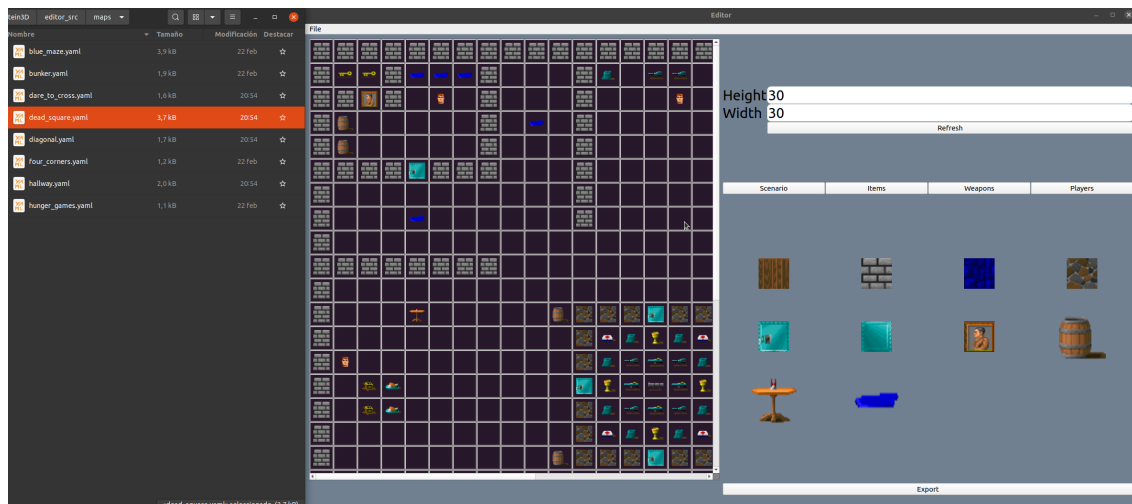 tein3D editor_src maps
Nombre Tamaño Modificación Destacar
blue_maze.yaml 3,9 kB 22 feb
bunker.yaml 1,9 kB 22 feb
dare_to_cross.yaml 1,6 kB 20:54
dead_square.yaml 3,7 kB 20:54
diagonal.yaml 1,7 kB 20:54
four_corners.yaml 1,2 kB 22 feb
hallway.yaml 2,0 kB 20:54
hunger_games.yaml 1,1 kB 22 feb
Editor
File
Height 30
Width 30
Refresh
Scenario Items Weapons Players
Export